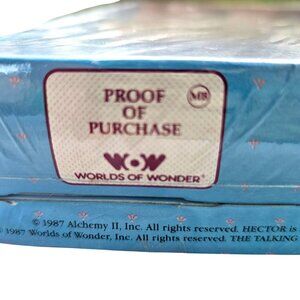 PROOF
OF
PURCHASE
MR
WOW
WORLDS OF WONDER®
© 1987 Alchemy II, Inc. All rights reserved. HECTOR is
© 1987 Worlds of Wonder, Inc. All rights reserved. THE TALKING